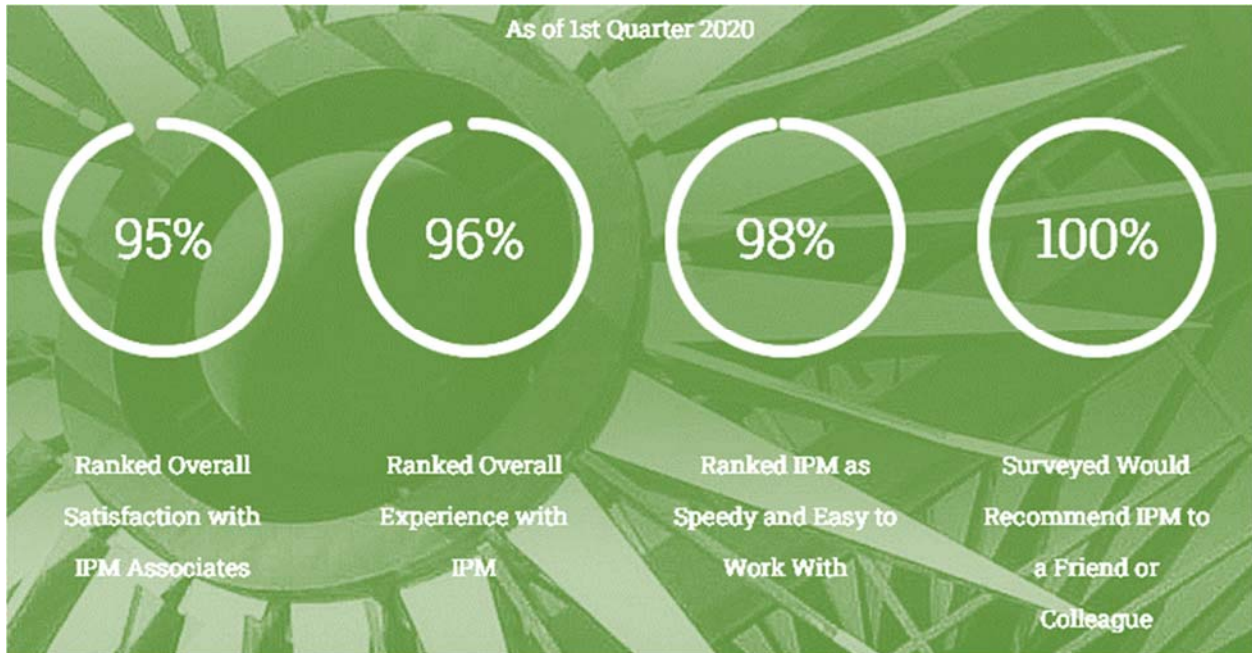 As of 1st Quarter 2020
95%
96%
98%
100%
Ranked Overall
Satisfaction with
IPM Associates
Ranked Overall
Experience with
IPM
Ranked IPM as
Speedy and Easy to
Work With
Surveyed Would
Recommend IPM to
a Friend or
Colleague